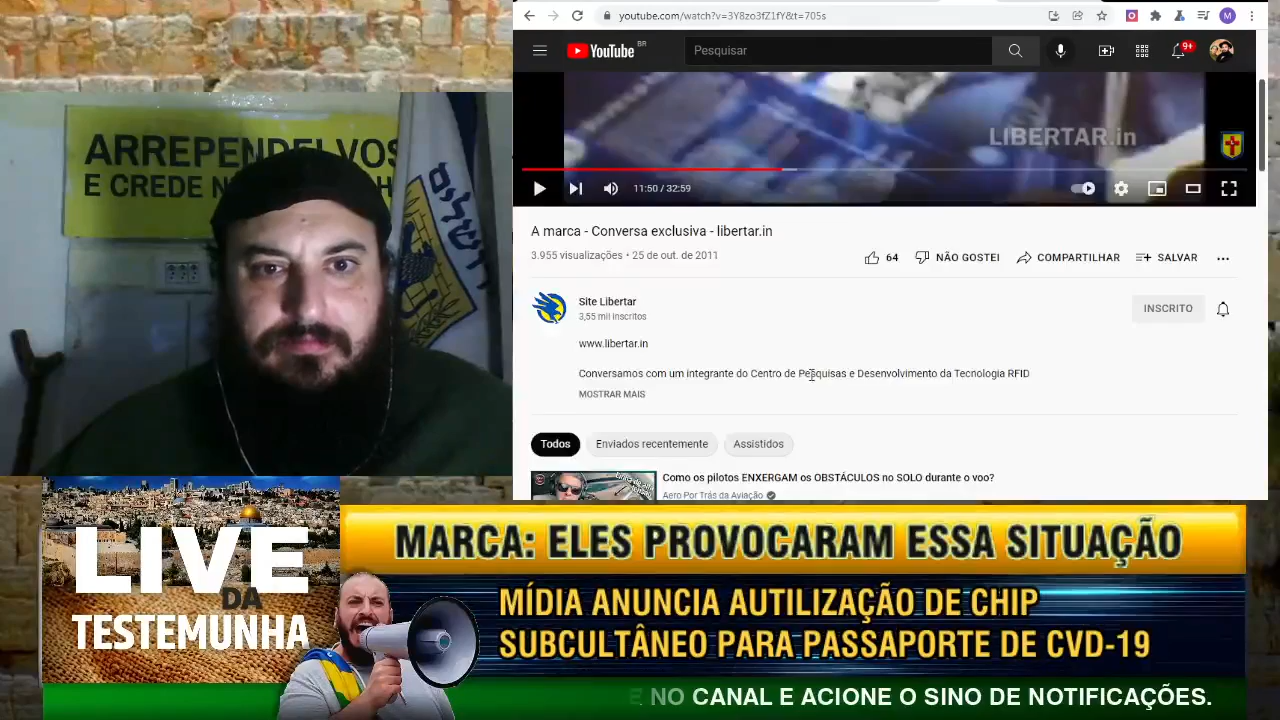 ARREPENDEI VOS
E CREDE N
ירושלים
youtube.com/watch?v=3Y8zo3fZ1fY&t=705s
M
YouTube BR
Pesquisar
9+
LIBERTAR.in
11:50 / 32:59
A marca - Conversa exclusiva - libertar.in
3.955 visualizações • 25 de out. de 2011
64
NÃO GOSTEI
COMPARTILHAR
SALVAR
Site Libertar
3,55 mil inscritos
INSCRITO
www.libertar.in
Conversamos com um integrante do Centro de Pesquisas e Desenvolvimento da Tecnologia RFID
MOSTRAR MAIS
Todos
Enviados recentemente
Assistidos
Como os pilotos ENXERGAM os OBSTÁCULOS no SOLO durante o voo?
Aero Por Trás da Aviação
LIVE
DA
TESTEMUNHA
MARCA: ELES PROVOCARAM ESSA SITUAÇÃO
MÍDIA ANUNCIA AUTILIZAÇÃO DE CHIP
SUBCULTÂNEO PARA PASSAPORTE DE CVD-19
E NO CANAL E ACIONE O SINO DE NOTIFICAÇÕES.